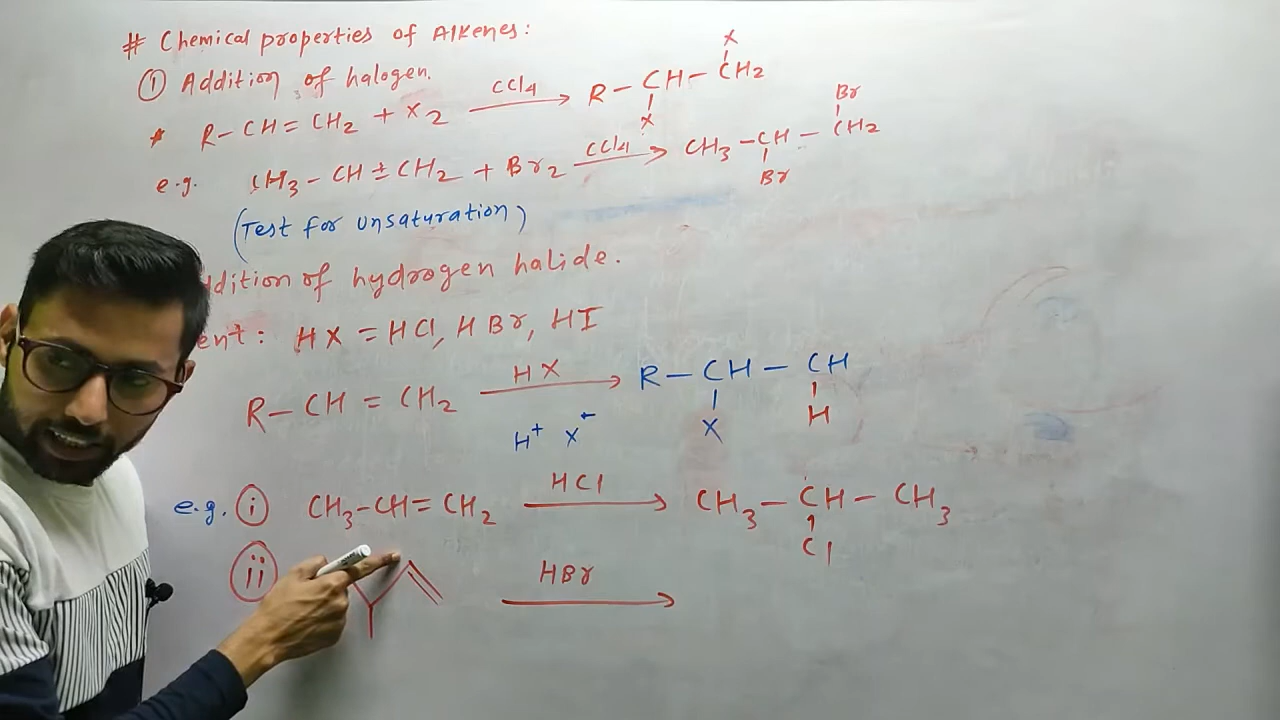 # Chemical properties of Alkenes:
① Addition of halogen.
* R-CH=CH2 + X2 CCl4 → R-CH-CH2
X X
e.g. CH3-CH=CH2 + Br2 CCl4 → CH3-CH-CH2
Br Br
(Test for unsaturation)
ddition of hydrogen halide.
ent: HX = HCl, HBr, HI
R-CH=CH2 HX → R-CH-CH
H+ X- X H
e.g. (i) CH3-CH=CH2 HCl → CH3-CH-CH3
Cl
(ii) HBr →